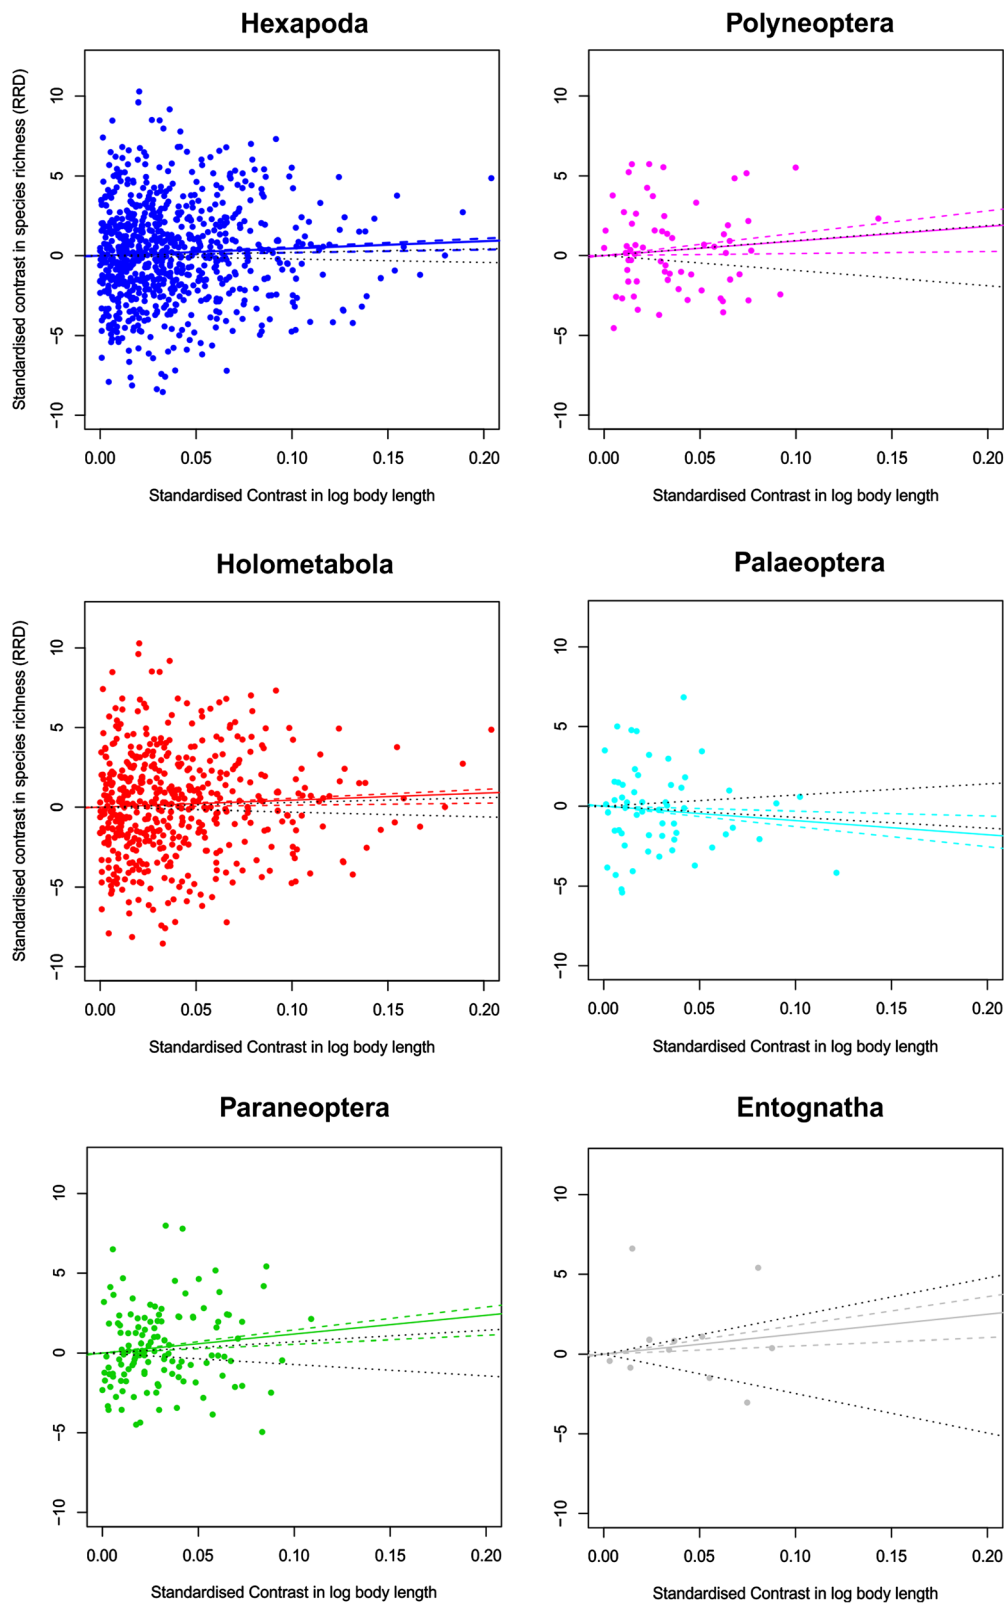 Hexapoda
Polyneoptera
Standardised contrast in species richness (RRD)
10
5
0
−5
−10
0.00 0.05 0.10 0.15 0.20
Standardised Contrast in log body length
10
5
0
−5
−10
0.00 0.05 0.10 0.15 0.20
Standardised Contrast in log body length
Holometabola
Palaeoptera
Standardised contrast in species richness (RRD)
10
5
0
−5
−10
0.00 0.05 0.10 0.15 0.20
Standardised Contrast in log body length
10
5
0
−5
−10
0.00 0.05 0.10 0.15 0.20
Standardised Contrast in log body length
Paraneoptera
Entognatha
10
5
0
−5
−10
0.00 0.05 0.10 0.15 0.20
Standardised Contrast in log body length
10
5
0
−5
−10
0.00 0.05 0.10 0.15 0.20
Standardised Contrast in log body length